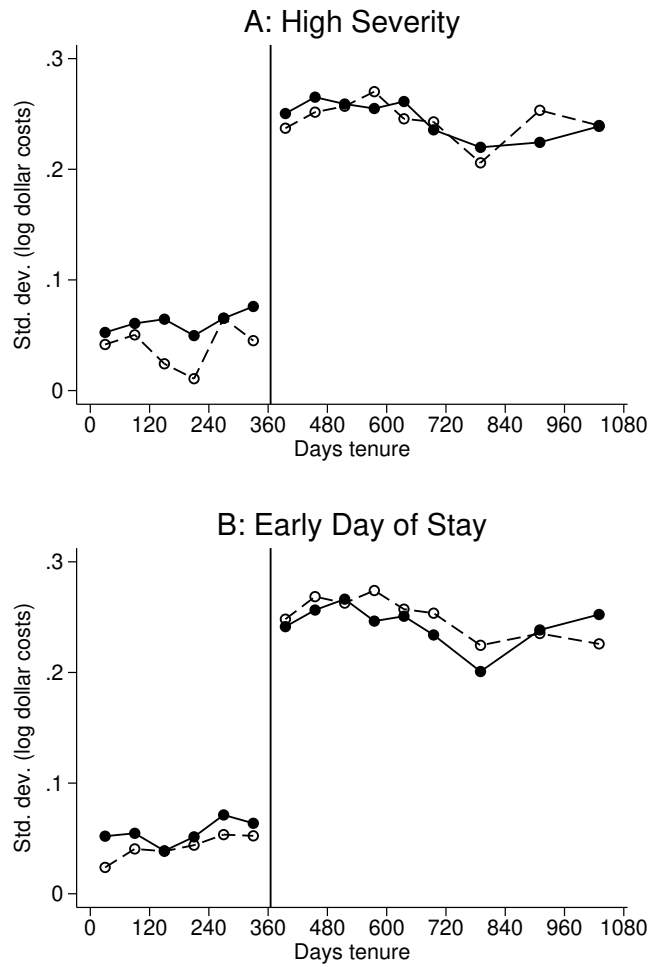 A: High Severity
Std. dev. (log dollar costs)
.3
.2
.1
0
0 120 240 360 480 600 720 840 960 1080
Days tenure
B: Early Day of Stay
Std. dev. (log dollar costs)
.3
.2
.1
0
0 120 240 360 480 600 720 840 960 1080
Days tenure